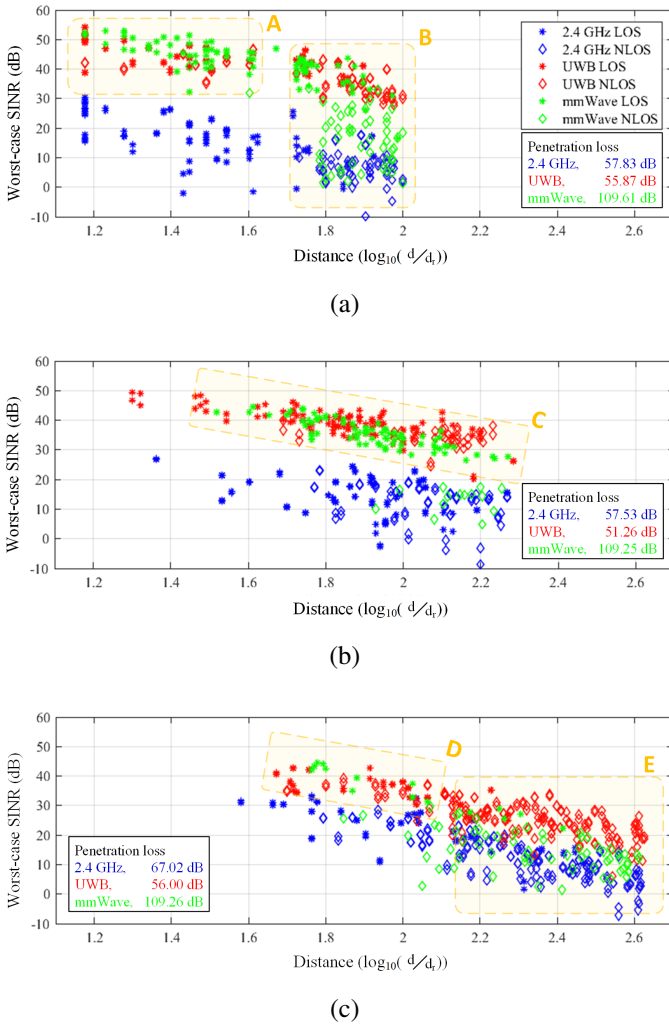 60
50
40
30
20
10
0
-10
Worst-case SINR (dB)
A
B
2.4 GHz LOS
2.4 GHz NLOS
UWB LOS
UWB NLOS
mmWave LOS
mmWave NLOS
Penetration loss
2.4 GHz, 57.83 dB
UWB, 55.87 dB
mmWave, 109.61 dB
1.2 1.4 1.6 1.8 2 2.2 2.4 2.6
Distance (log10( d/dr))
(a)
60
50
40
30
20
10
0
-10
Worst-case SINR (dB)
C
Penetration loss
2.4 GHz, 57.53 dB
UWB, 51.26 dB
mmWave, 109.25 dB
1.2 1.4 1.6 1.8 2 2.2 2.4 2.6
Distance (log10( d/dr))
(b)
60
50
40
30
20
10
0
-10
Worst-case SINR (dB)
D
E
Penetration loss
2.4 GHz, 67.02 dB
UWB, 56.00 dB
mmWave, 109.26 dB
1.2 1.4 1.6 1.8 2 2.2 2.4 2.6
Distance (log10( d/dr))
(c)